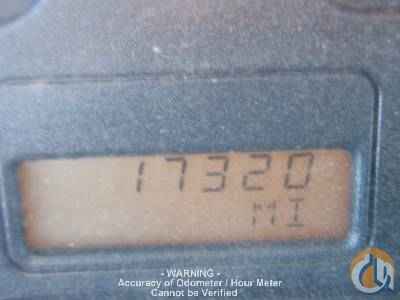 17320
MI
- WARNING -
Accuracy of Odometer / Hour Meter
Cannot be Verified